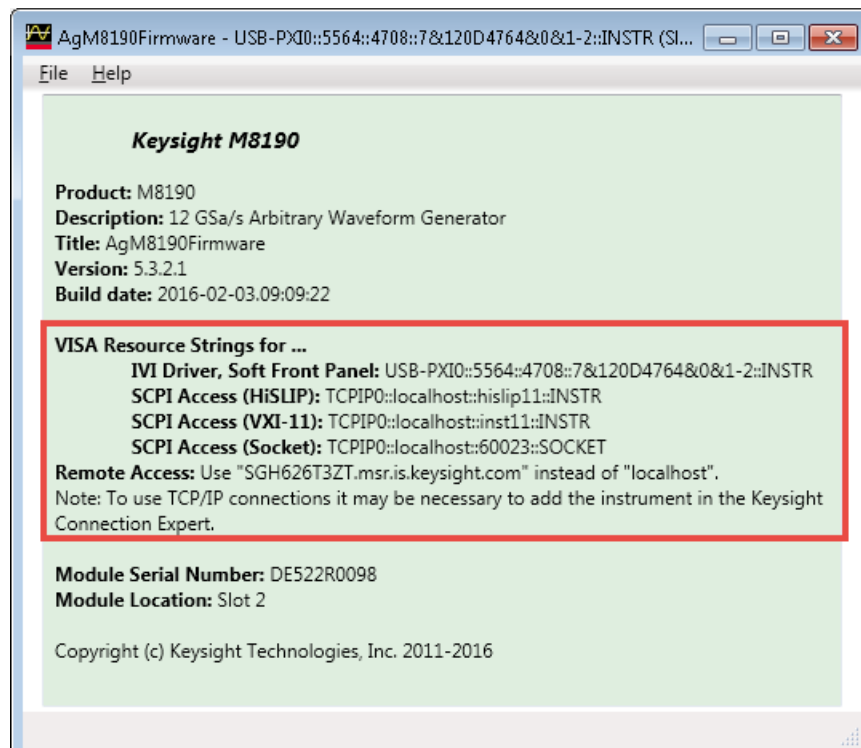 AgM8190Firmware - USB-PXI0::5564::4708::7&120D4764&0&1-2::INSTR (Sl...
File Help
Keysight M8190
Product: M8190
Description: 12 GSa/s Arbitrary Waveform Generator
Title: AgM8190Firmware
Version: 5.3.2.1
Build date: 2016-02-03.09:09:22
VISA Resource Strings for ...
IVI Driver, Soft Front Panel: USB-PXI0::5564::4708::7&120D4764&0&1-2::INSTR
SCPI Access (HiSLIP): TCPIP0::localhost::hislip11::INSTR
SCPI Access (VXI-11): TCPIP0::localhost::inst11::INSTR
SCPI Access (Socket): TCPIP0::localhost::60023::SOCKET
Remote Access: Use "SGH626T3ZT.msr.is.keysight.com" instead of "localhost".
Note: To use TCP/IP connections it may be necessary to add the instrument in the Keysight
Connection Expert.
Module Serial Number: DE522R0098
Module Location: Slot 2
Copyright (c) Keysight Technologies, Inc. 2011-2016